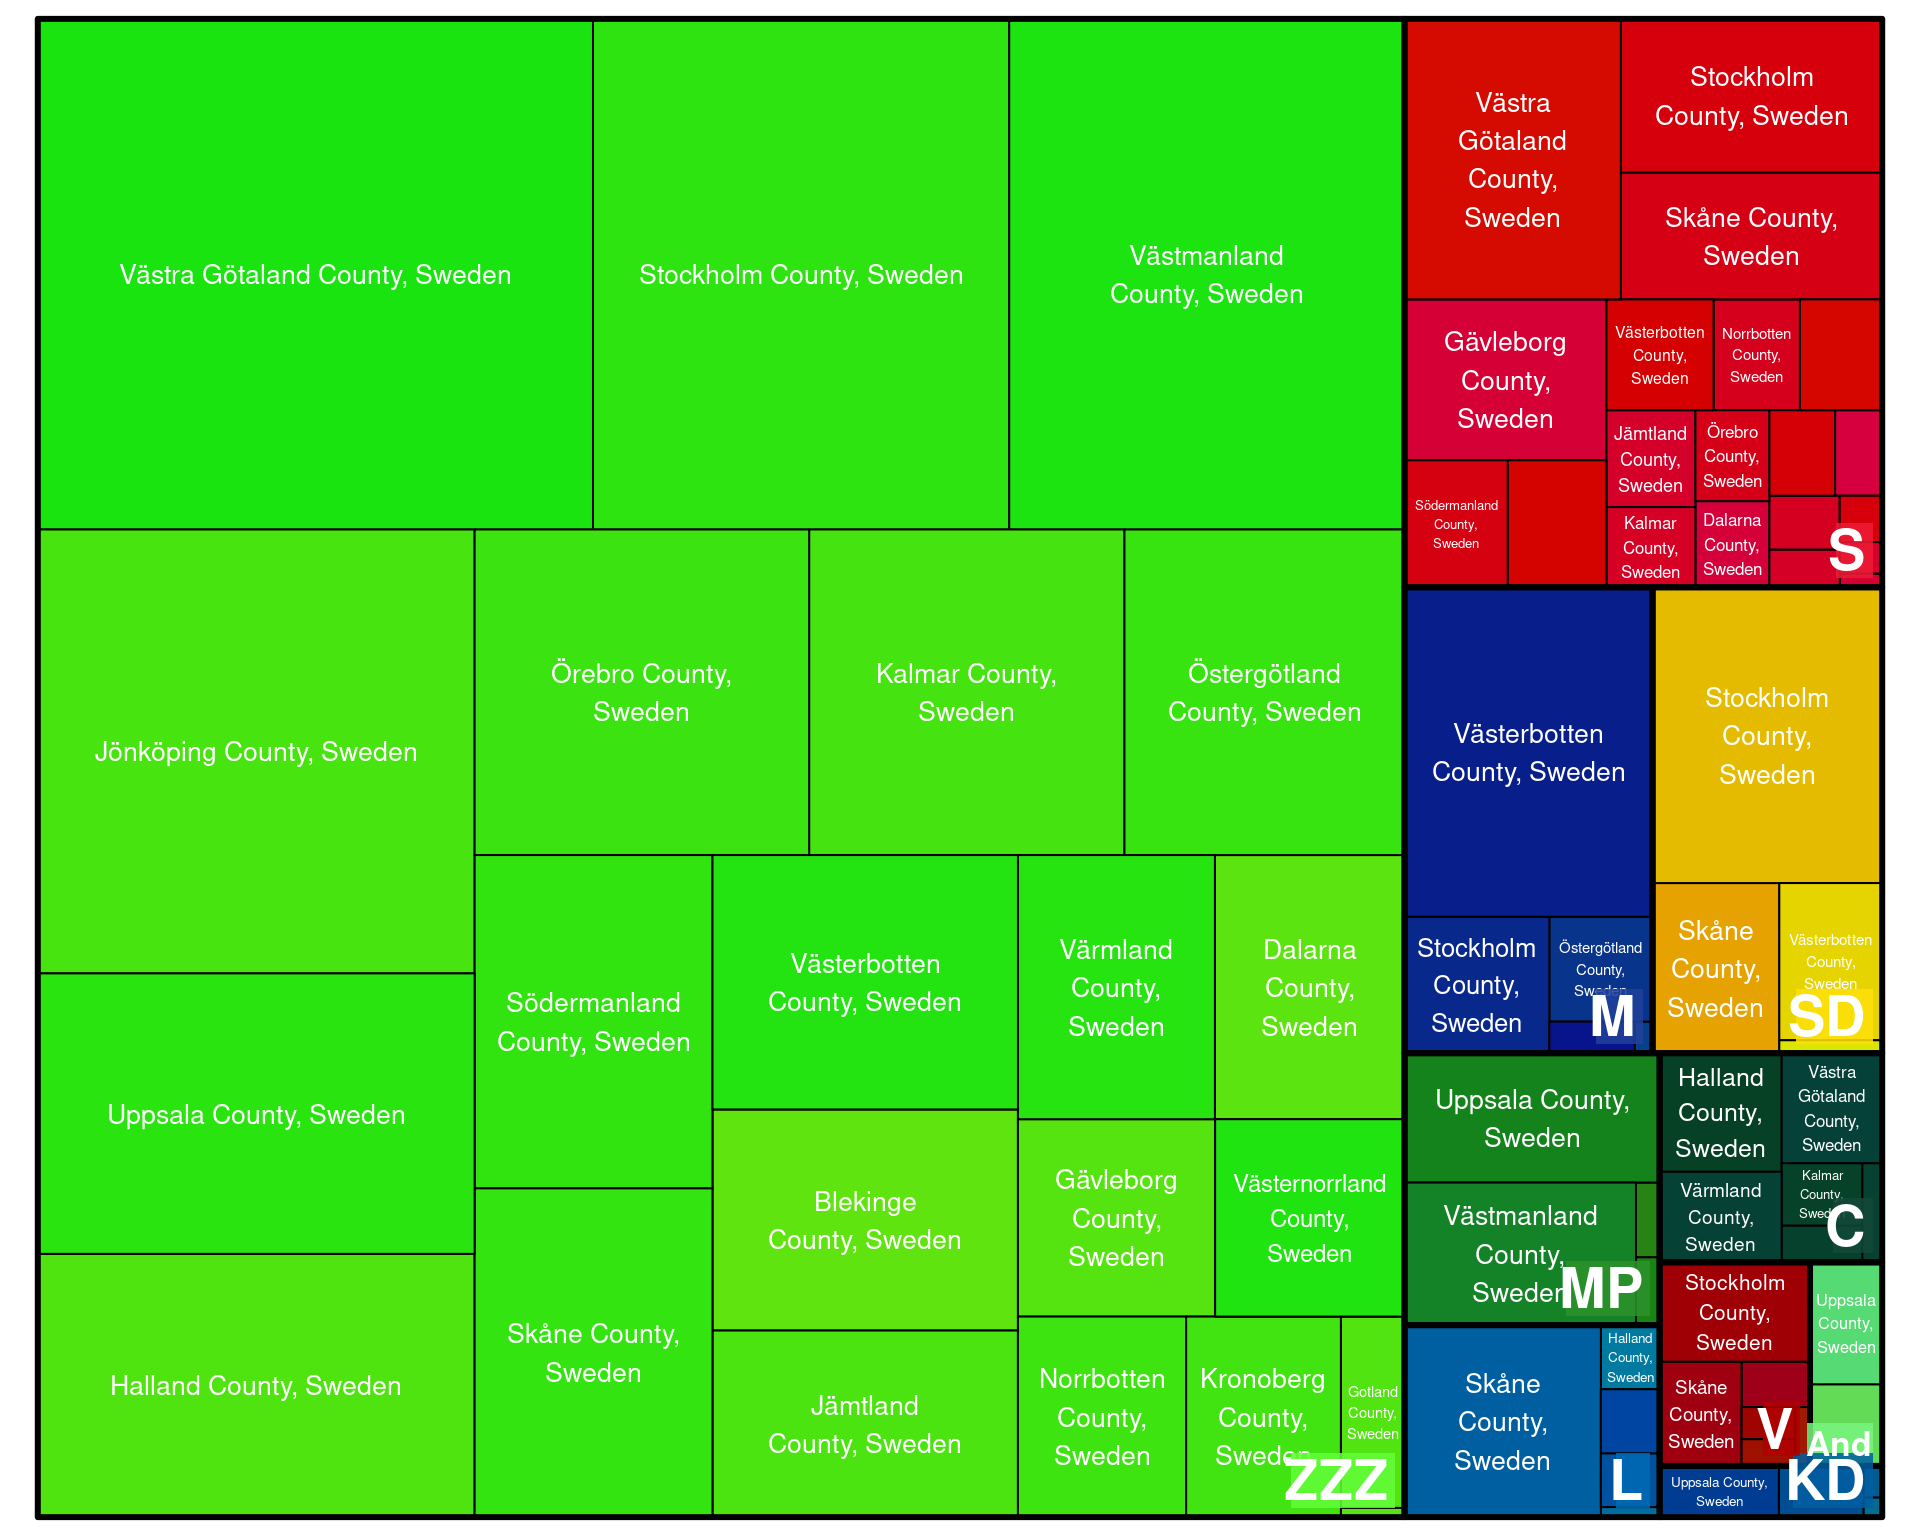 Västra Götaland County, Sweden
Stockholm County, Sweden
Västmanland
County, Sweden
Jönköping County, Sweden
Örebro County,
Sweden
Kalmar County,
Sweden
Östergötland
County, Sweden
Uppsala County, Sweden
Halland County, Sweden
Södermanland
County, Sweden
Skåne County,
Sweden
Västerbotten
County, Sweden
Blekinge
County, Sweden
Jämtland
County, Sweden
Värmland
County,
Sweden
Dalarna
County,
Sweden
Gävleborg
County,
Sweden
Västernorrland
County,
Sweden
Norrbotten
County,
Sweden
Kronoberg
County,
Sweden
Gotland
County,
Sweden
ZZZ
Västra
Götaland
County,
Sweden
Stockholm
County, Sweden
Skåne County,
Sweden
Gävleborg
County,
Sweden
Västerbotten
County,
Sweden
Norrbotten
County,
Sweden
Södermanland
County,
Sweden
Jämtland
County,
Sweden
Örebro
County,
Sweden
Kalmar
County,
Sweden
Dalarna
County,
Sweden
S
Västerbotten
County, Sweden
Stockholm
County,
Sweden
Östergötland
County,
Sweden
M
Stockholm
County,
Sweden
Skåne
County,
Sweden
Västerbotten
County,
Sweden
SD
Uppsala County,
Sweden
Västmanland
County,
Sweden
MP
Halland
County,
Sweden
Västra
Götaland
County,
Sweden
Värmland
County,
Sweden
Kalmar
County,
Sweden
C
Skåne
County,
Sweden
Halland
County,
Sweden
L
Stockholm
County,
Sweden
Skåne
County,
Sweden
V
Uppsala
County,
Sweden
And
Uppsala County,
Sweden
KD